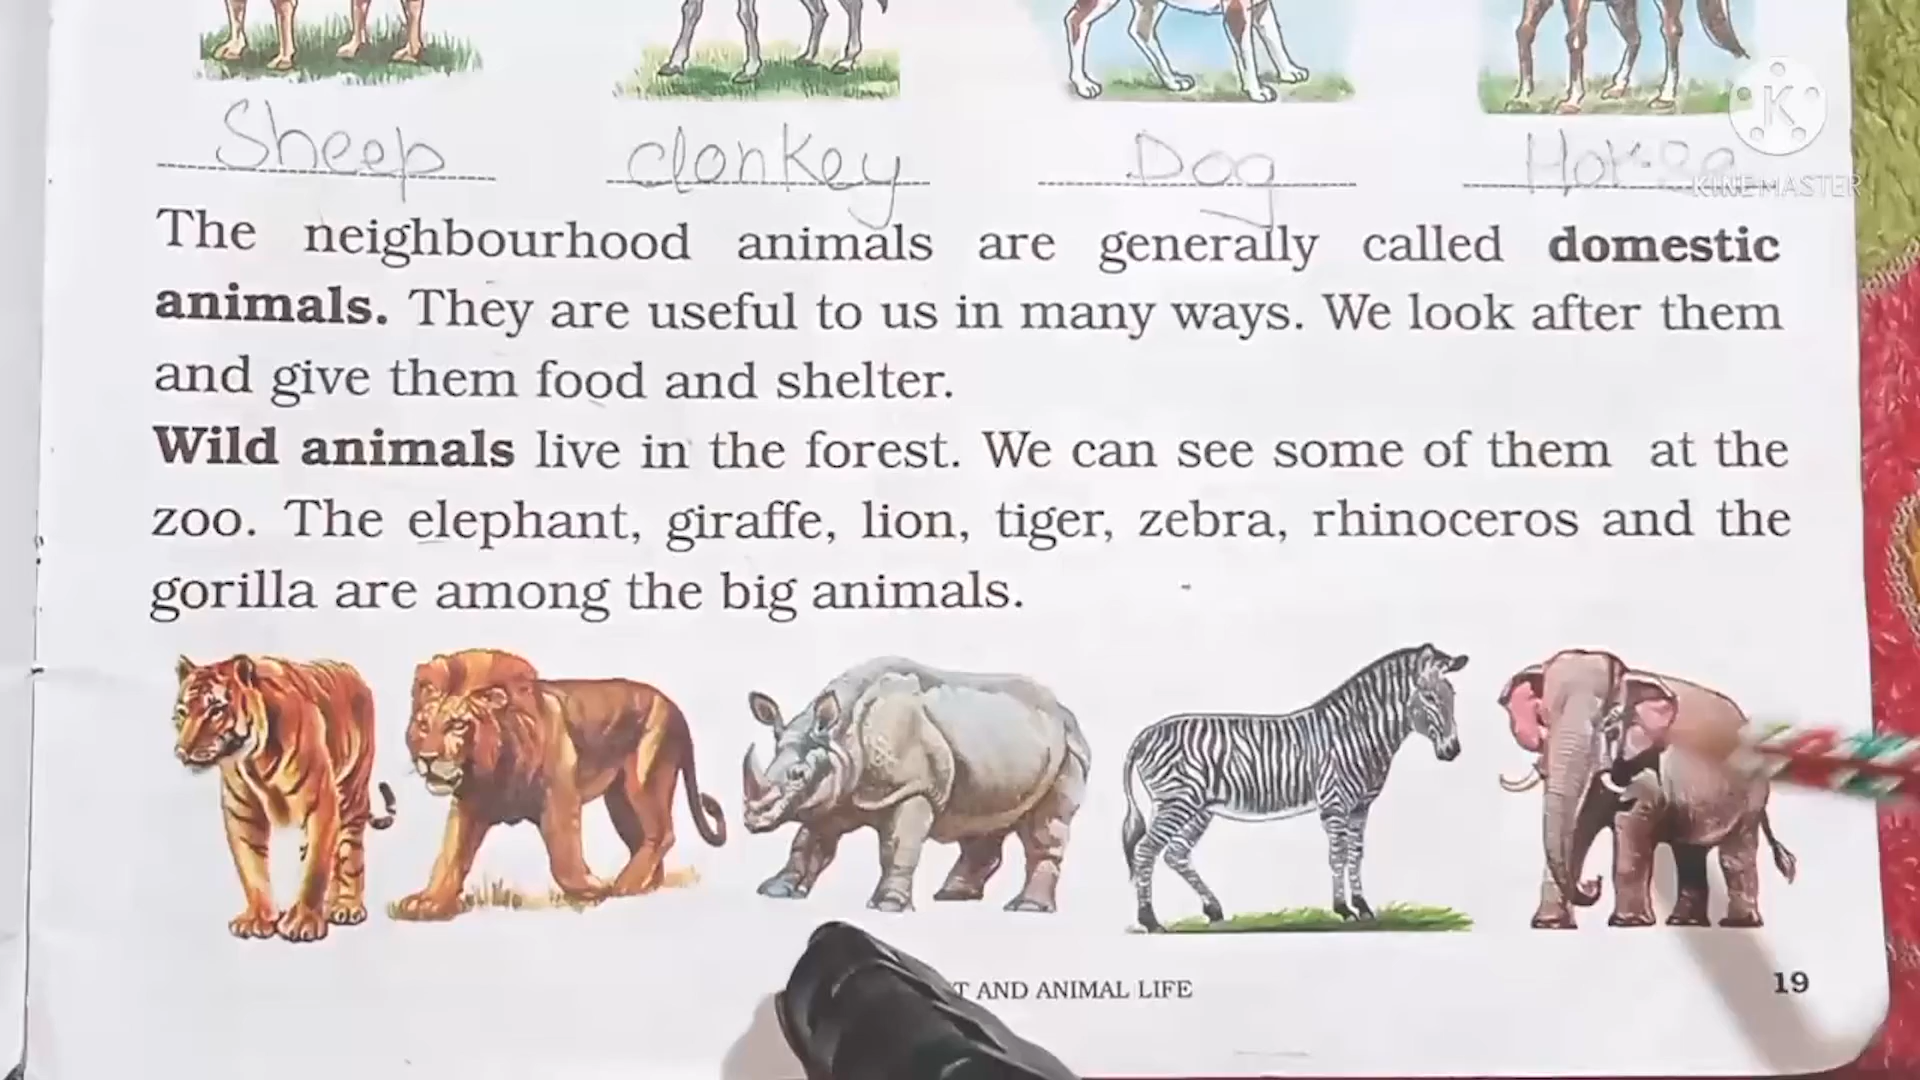 Sheep donkey Dog Horse
KINEMASTER
The neighbourhood animals are generally called domestic
animals. They are useful to us in many ways. We look after them
and give them food and shelter.
Wild animals live in the forest. We can see some of them at the
zoo. The elephant, giraffe, lion, tiger, zebra, rhinoceros and the
gorilla are among the big animals.
AND ANIMAL LIFE
19